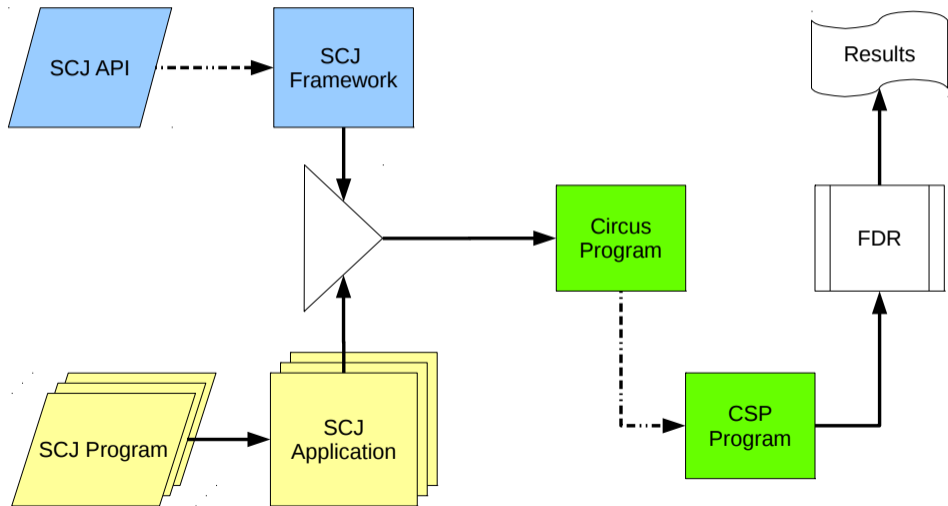 SCJ API
SCJ
Framework
Results
Circus
Program
FDR
SCJ Program
SCJ
Application
CSP
Program